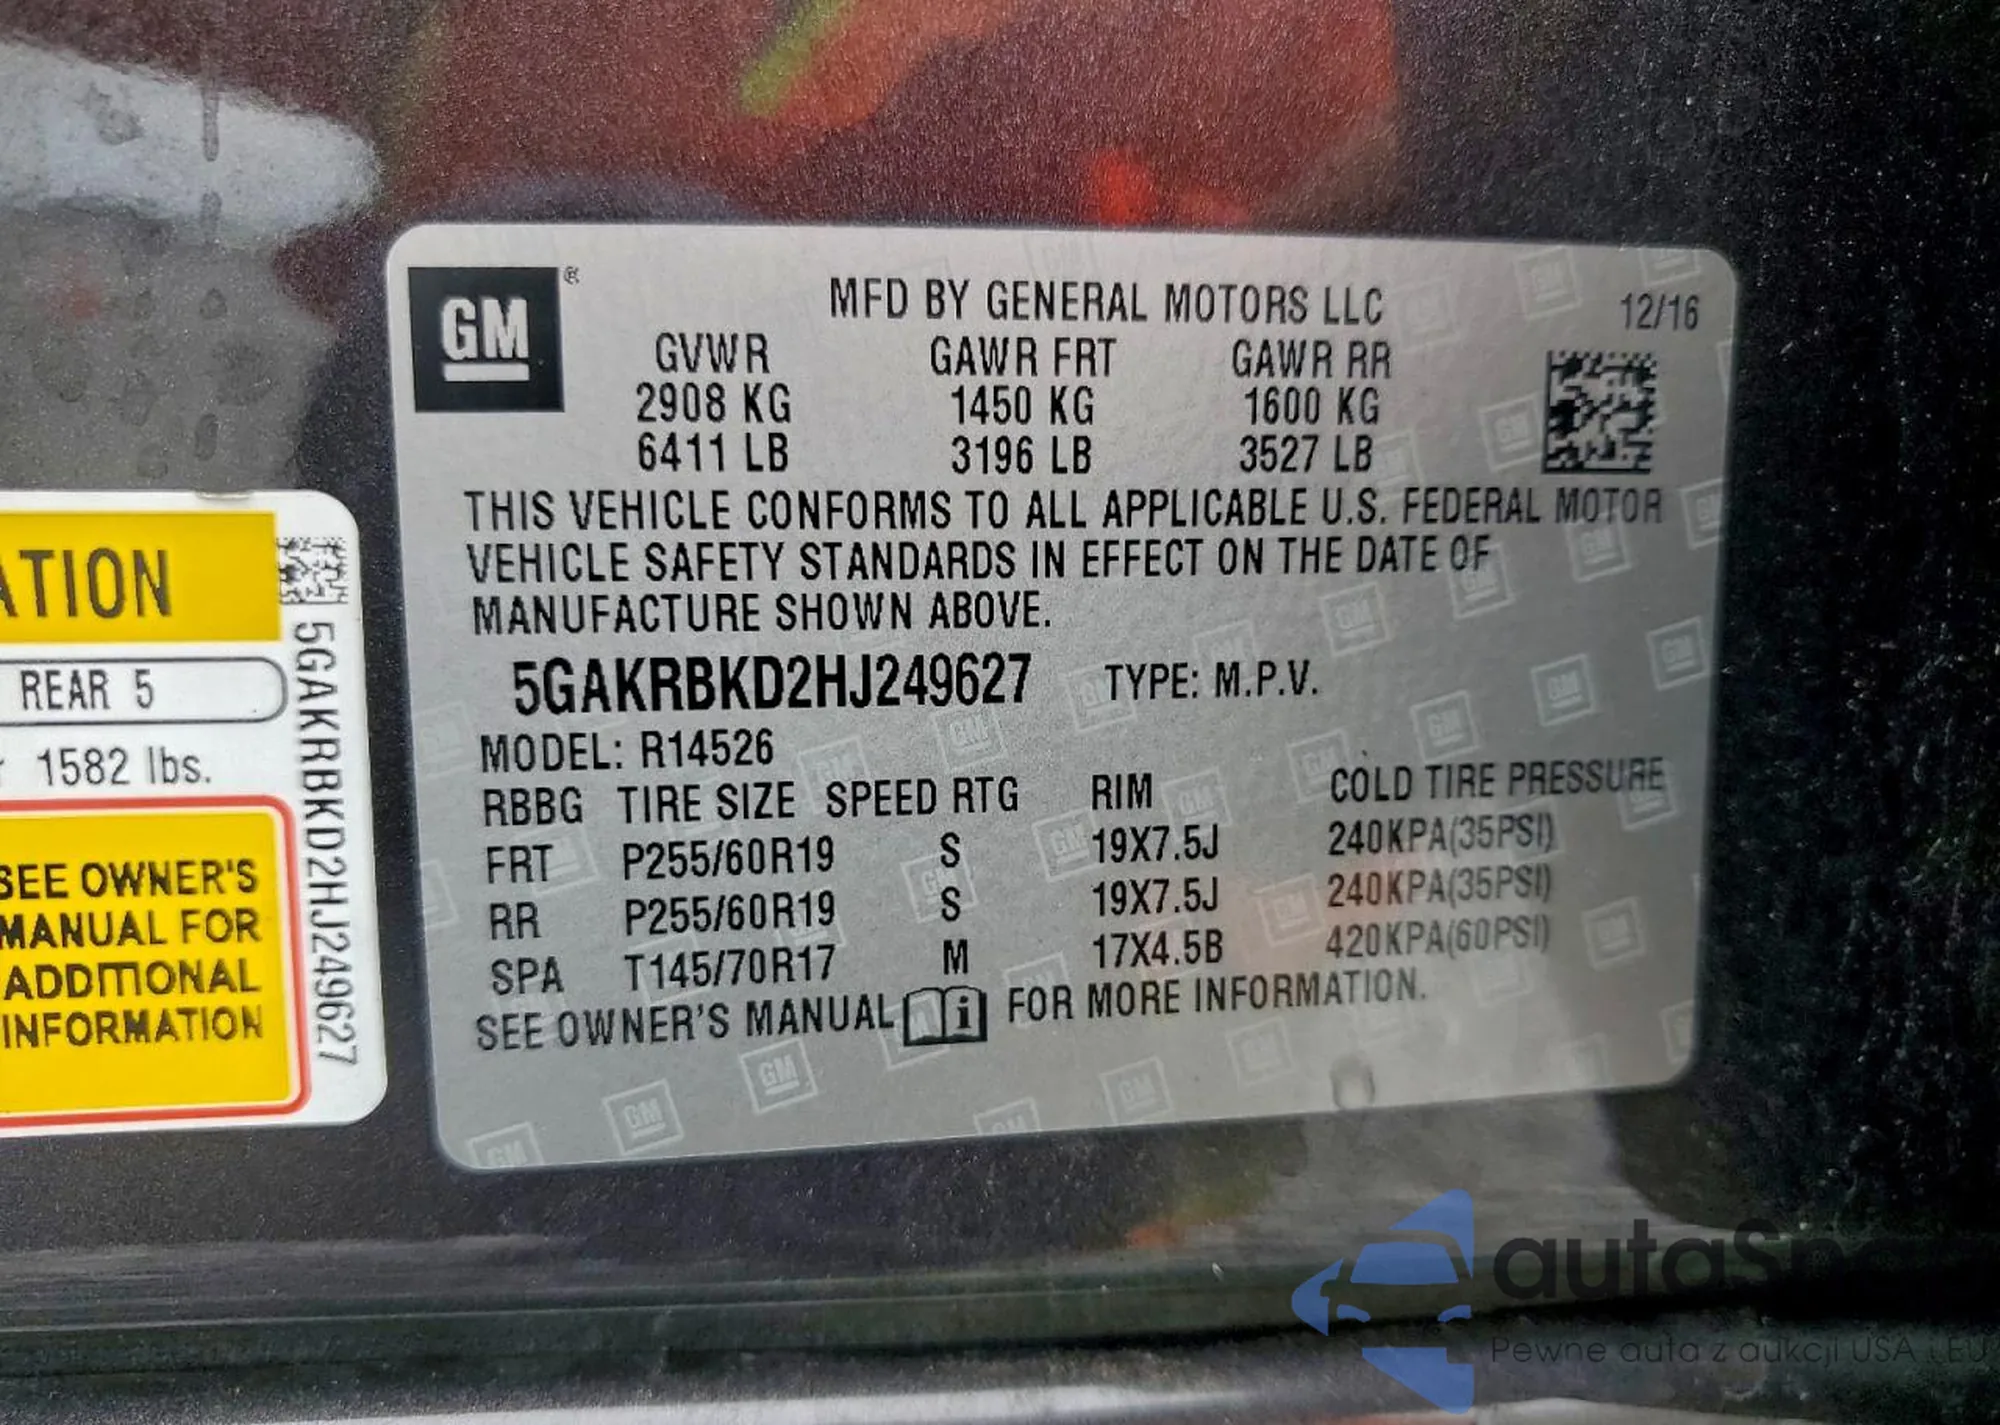 GM ®
MFD BY GENERAL MOTORS LLC 12/16
GVWR GAWR FRT GAWR RR
2908 KG 1450 KG 1600 KG
6411 LB 3196 LB 3527 LB
THIS VEHICLE CONFORMS TO ALL APPLICABLE U.S. FEDERAL MOTOR
VEHICLE SAFETY STANDARDS IN EFFECT ON THE DATE OF
MANUFACTURE SHOWN ABOVE.
5GAKRBKD2HJ249627 TYPE: M.P.V.
MODEL: R14526
RBBG TIRE SIZE SPEED RTG RIM COLD TIRE PRESSURE
FRT P255/60R19 S 19X7.5J 240KPA(35PSI)
RR P255/60R19 S 19X7.5J 240KPA(35PSI)
SPA T145/70R17 M 17X4.5B 420KPA(60PSI)
SEE OWNER'S MANUAL i FOR MORE INFORMATION.
ATION
REAR 5
1582 lbs.
SEE OWNER'S
MANUAL FOR
ADDITIONAL
INFORMATION
5GAKRBKD2HJ249627
Pewne auta z aukcji USA i EU